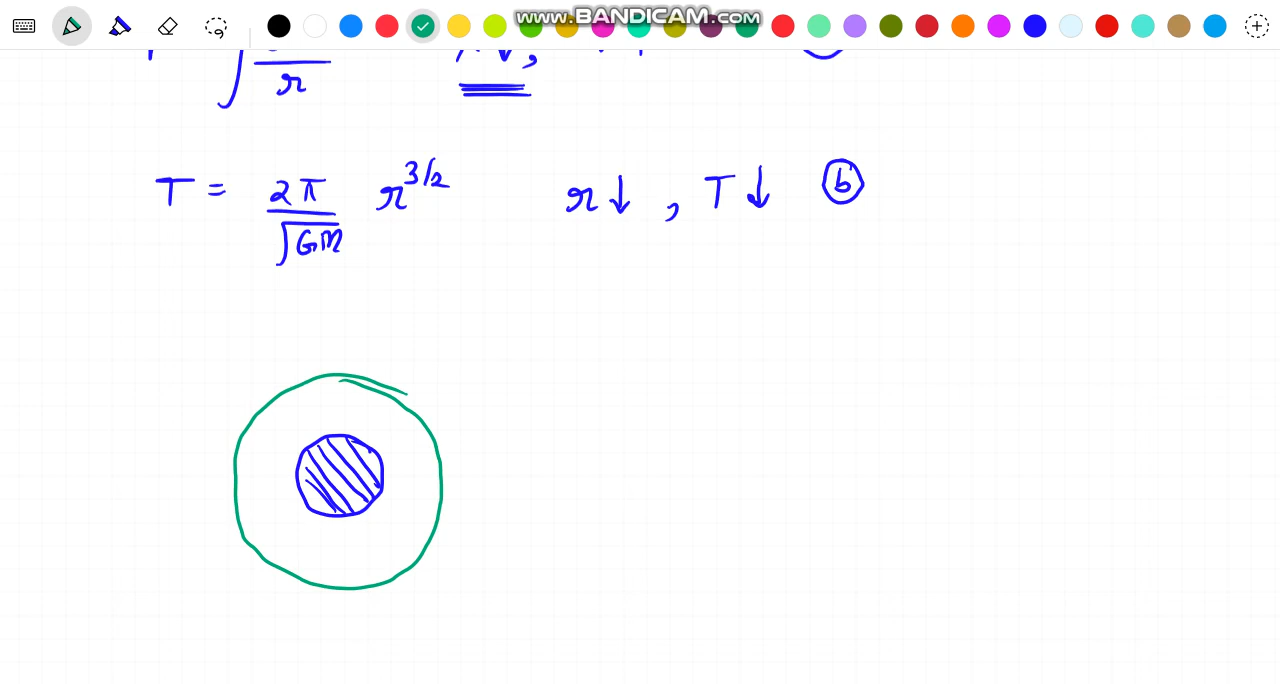 www.BANDICAM.com
r
T = 2π / √GM r^3/2 r↓ , T↓ b